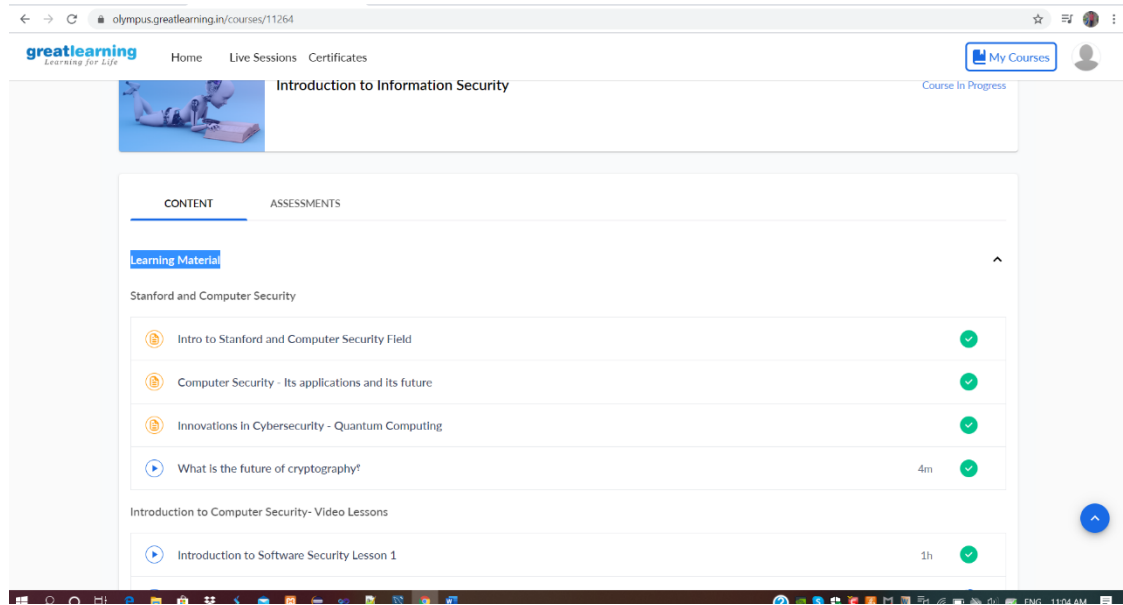 olympus.greatlearning.in/courses/11264
greatlearning
Learning for Life
Home Live Sessions Certificates
My Courses
Introduction to Information Security
Course In Progress
CONTENT ASSESSMENTS
Learning Material
Stanford and Computer Security
Intro to Stanford and Computer Security Field
Computer Security - Its applications and its future
Innovations in Cybersecurity - Quantum Computing
What is the future of cryptography?
4m
Introduction to Computer Security- Video Lessons
Introduction to Software Security Lesson 1
1h
ENG 11:04 AM